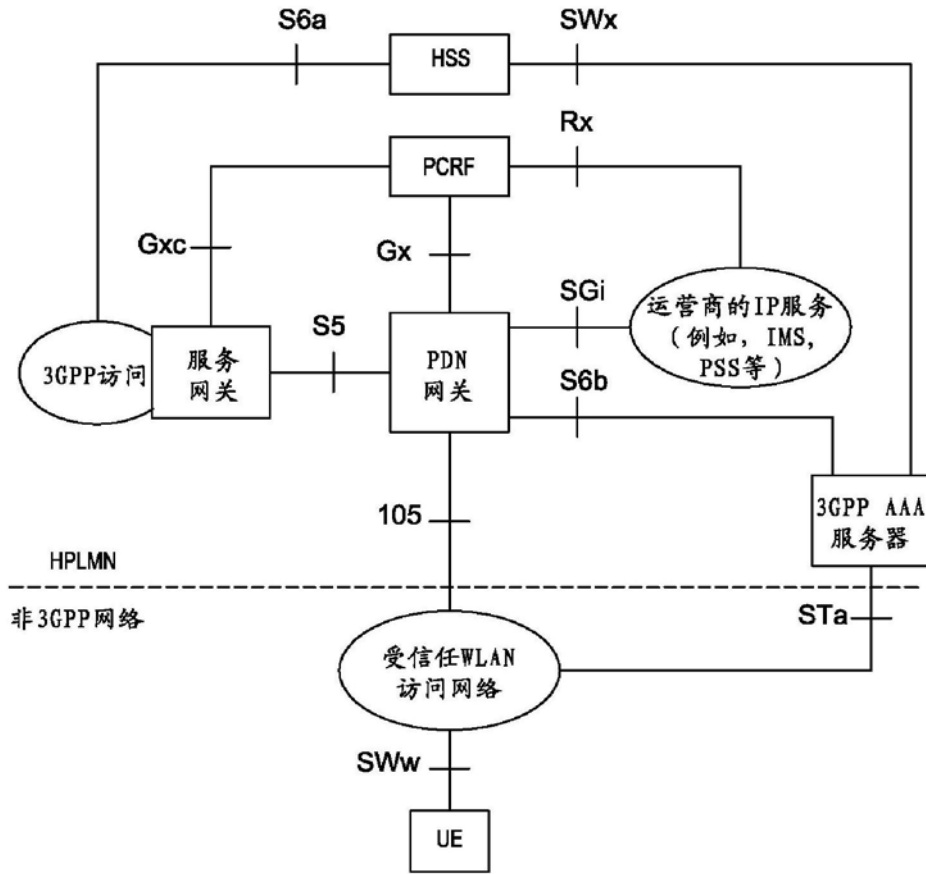 S6a
SWx
HSS
Rx
PCRF
Gxc
Gx
SGi
运营商的IP服务
(例如, IMS,
PSS等)
S5
3GPP访问
服务
网关
PDN
网关
S6b
105
3GPP AAA
服务器
HPLMN
非3GPP网络
STa
受信任WLAN
访问网络
SWw
UE